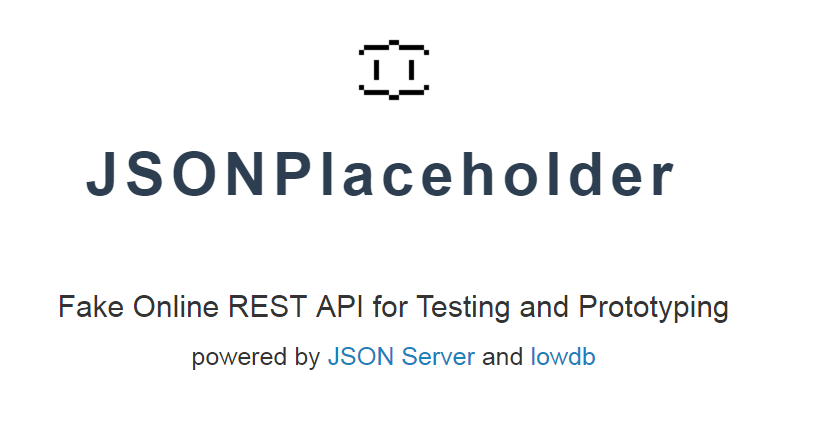 JSONPlaceholder
Fake Online REST API for Testing and Prototyping
powered by JSON Server and lowdb